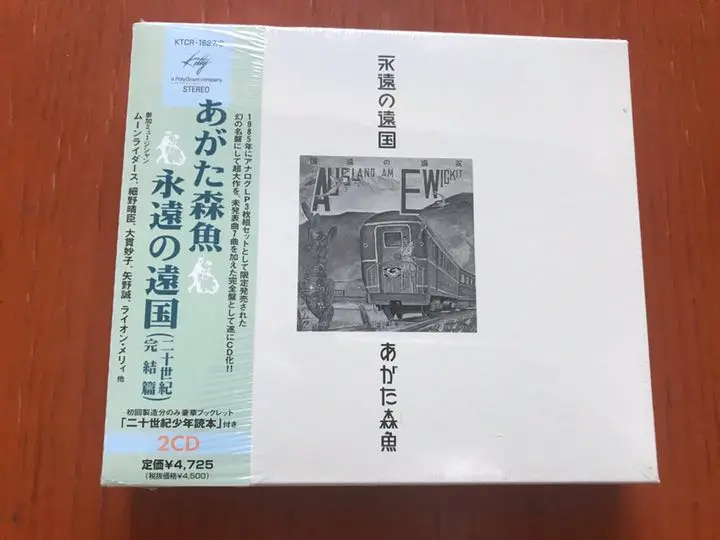 KTCR-1627/8
Kitty
a PolyGram company
STEREO
1985年にアナログLP3枚組セットとして限定発売された
幻の名盤にして超大作を、未発表曲7曲を加えた完全盤として遂にCD化!!
あがた森魚
永遠の遠国
(二十世紀完結篇)
参加ミュージシャン
ムーンライダース、細野晴臣、大貫妙子、矢野誠、ライオン・メリィ 他
初回製造分のみ豪華ブックレット
「二十世紀少年読本」付き
2CD
定価¥4,725
(税抜価格¥4,500)
永遠の遠国
AUSLAND AM EWIGKIT
あがた森魚